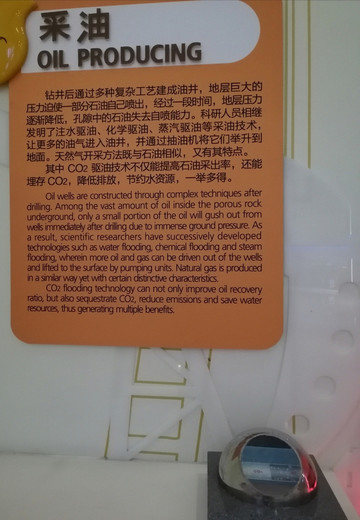 采油
OIL PRODUCING
钻井后通过多种复杂工艺建成油井，地层巨大的
压力迫使一部分石油自己喷出，经过一段时间，地层压力
逐渐降低，孔隙中的石油失去自喷能力。科研人员相继
发明了注水驱油、化学驱油、蒸汽驱油等采油技术，
让更多的油气进入油井，并通过抽油机将它们举升到
地面。天然气开采方法既与石油相似，又有其特点。
其中 CO2 驱油技术不仅能提高石油采出率，还能
埋存 CO2，降低排放，节约水资源，一举多得。
Oil wells are constructed through complex techniques after
drilling. Among the vast amount of oil inside the porous rock
underground, only a small portion of the oil will gush out from
wells immediately after drilling due to immense ground pressure. As
a result, scientific researchers have successively developed
technologies such as water flooding, chemical flooding and steam
flooding, wherein more oil and gas can be driven out of the wells
and lifted to the surface by pumping units. Natural gas is produced
in a similar way yet with certain distinctive characteristics.
CO2 flooding technology can not only improve oil recovery
ratio, but also sequestrate CO2, reduce emissions and save water
resources, thus generating multiple benefits.